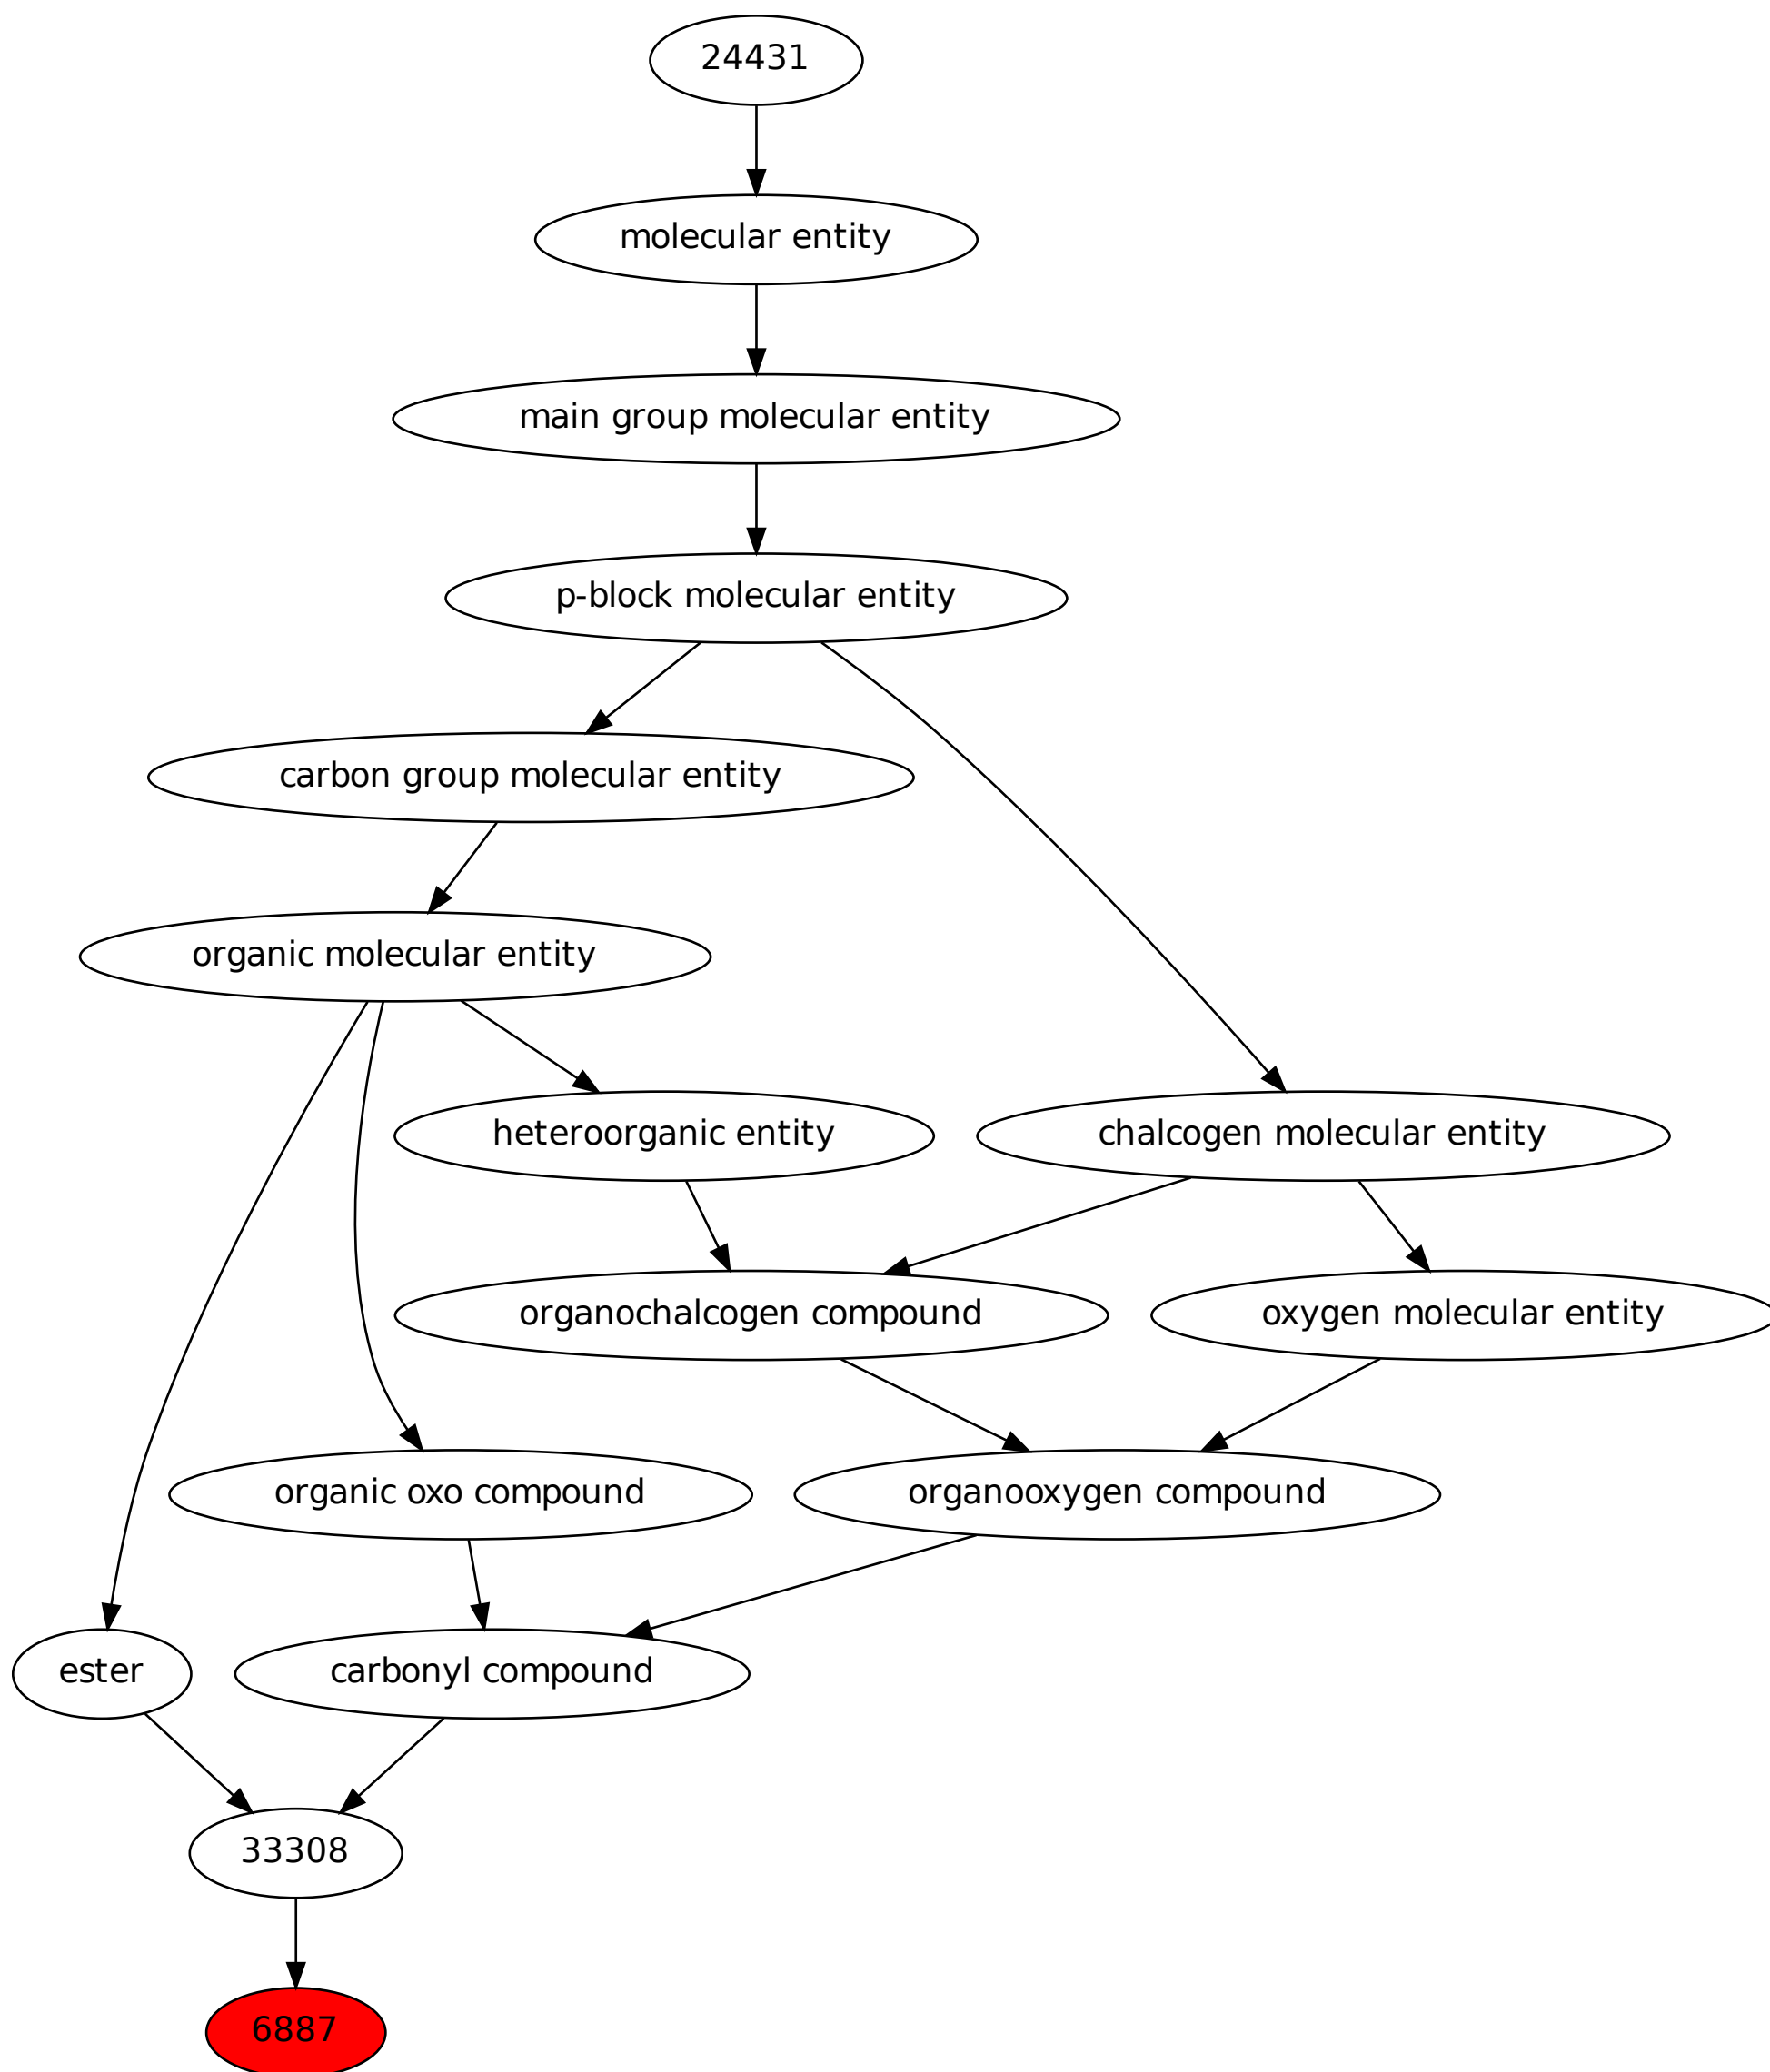 24431
molecular entity
main group molecular entity
p-block molecular entity
carbon group molecular entity
organic molecular entity
heteroorganic entity
chalcogen molecular entity
organochalcogen compound
oxygen molecular entity
organic oxo compound
organooxygen compound
ester
carbonyl compound
33308
6887